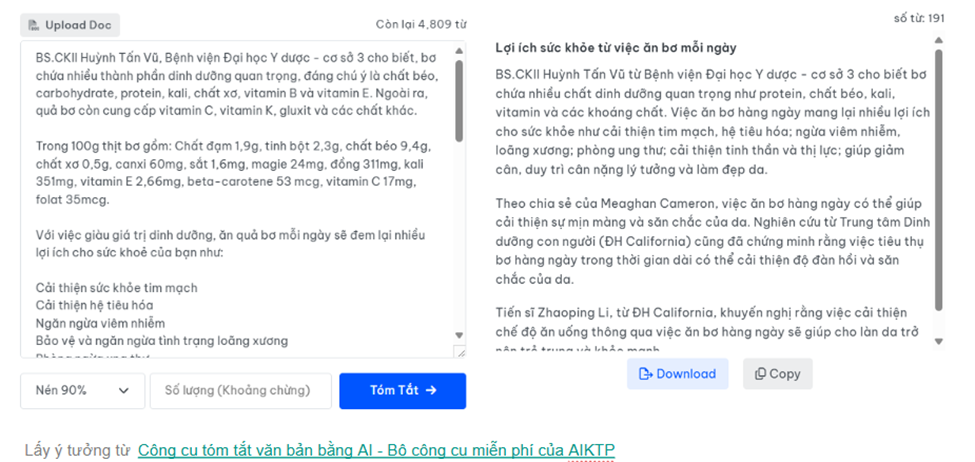 Upload Doc
Còn lại 4,809 từ
BS.CKII Huỳnh Tấn Vũ, Bệnh viện Đại học Y dược - cơ sở 3 cho biết, bơ
chứa nhiều thành phần dinh dưỡng quan trọng, đáng chú ý là chất béo,
carbohydrate, protein, kali, chất xơ, vitamin B và vitamin E. Ngoài ra,
quả bơ còn cung cấp vitamin C, vitamin K, gluxit và các chất khác.
Trong 100g thịt bơ gồm: Chất đạm 1,9g, tinh bột 2,3g, chất béo 9,4g,
chất xơ 0,5g, canxi 60mg, sắt 1,6mg, magie 24mg, đồng 311mg, kali
351mg, vitamin E 2,66mg, beta-carotene 53 mcg, vitamin C 17mg,
folat 35mcg.
Với việc giàu giá trị dinh dưỡng, ăn quả bơ mỗi ngày sẽ đem lại nhiều
lợi ích cho sức khoẻ của bạn như:
Cải thiện sức khỏe tim mạch
Cải thiện hệ tiêu hóa
Ngăn ngừa viêm nhiễm
Bảo vệ và ngăn ngừa tình trạng loãng xương
Phòng ngừa ung thư
Nén 90%
Số lượng (Khoảng chừng)
Tóm Tắt →
số từ: 191
Lợi ích sức khỏe từ việc ăn bơ mỗi ngày
BS.CKII Huỳnh Tấn Vũ từ Bệnh viện Đại học Y dược - cơ sở 3 cho biết bơ
chứa nhiều chất dinh dưỡng quan trọng như protein, chất béo, kali,
vitamin và các khoáng chất. Việc ăn bơ hàng ngày mang lại nhiều lợi ích
cho sức khỏe như cải thiện tim mạch, hệ tiêu hóa; ngừa viêm nhiễm,
loãng xương; phòng ung thư; cải thiện tinh thần và thị lực; giúp giảm
cân, duy trì cân nặng lý tưởng và làm đẹp da.
Theo chia sẻ của Meaghan Cameron, việc ăn bơ hàng ngày có thể giúp
cải thiện sự mịn màng và săn chắc của da. Nghiên cứu từ Trung tâm Dinh
dưỡng con người (ĐH California) cũng đã chứng minh rằng việc tiêu thụ
bơ hàng ngày trong thời gian dài có thể cải thiện độ đàn hồi và săn
chắc của da.
Tiến sĩ Zhaoping Li, từ ĐH California, khuyến nghị rằng việc cải thiện
chế độ ăn uống thông qua việc ăn bơ hàng ngày sẽ giúp cho làn da trở
nên trẻ trung và khỏe mạnh
Download
Copy
Lấy ý tưởng từ Công cụ tóm tắt văn bản bằng AI - Bộ công cụ miễn phí của AIKTP